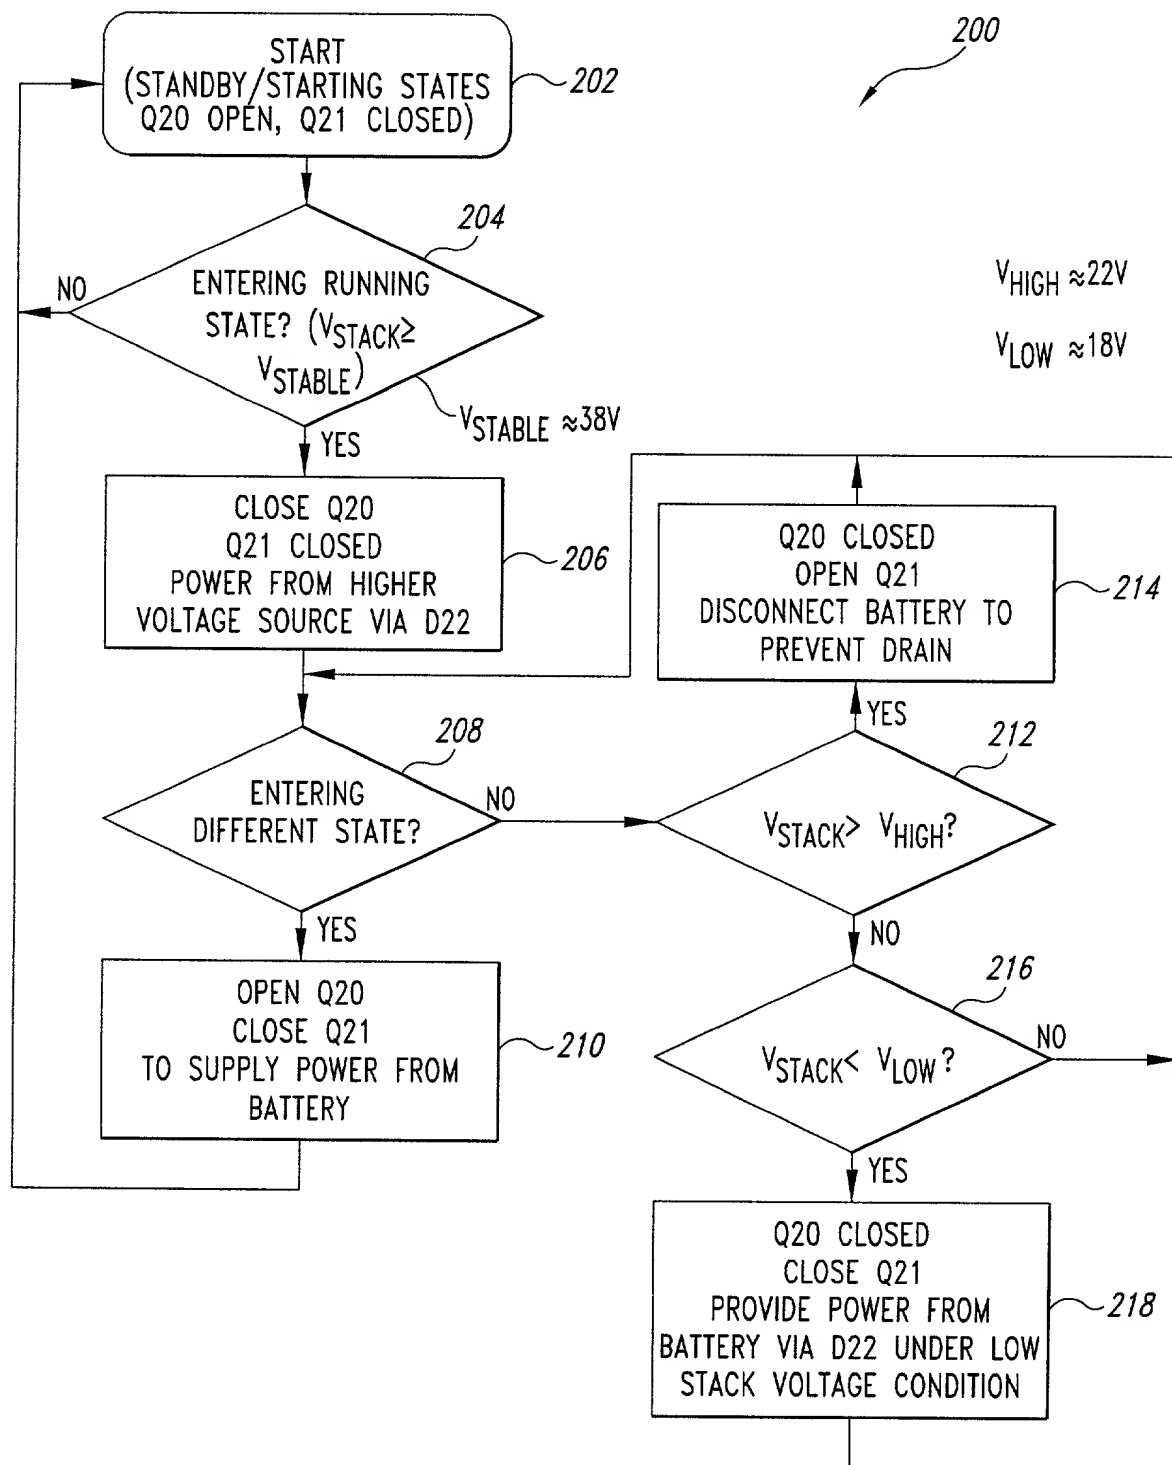 200
START
(STANDBY/STARTING STATES
Q20 OPEN, Q21 CLOSED)
202
204
NO
ENTERING RUNNING
STATE? (VSTACK≥
VSTABLE)
VSTABLE ≈38V
VHIGH ≈22V
VLOW ≈18V
YES
CLOSE Q20
Q21 CLOSED
POWER FROM HIGHER
VOLTAGE SOURCE VIA D22
206
Q20 CLOSED
OPEN Q21
DISCONNECT BATTERY TO
PREVENT DRAIN
214
YES
208
ENTERING
DIFFERENT STATE?
NO
212
VSTACK> VHIGH?
YES
NO
OPEN Q20
CLOSE Q21
TO SUPPLY POWER FROM
BATTERY
210
216
VSTACK< VLOW?
NO
YES
Q20 CLOSED
CLOSE Q21
PROVIDE POWER FROM
BATTERY VIA D22 UNDER LOW
STACK VOLTAGE CONDITION
218